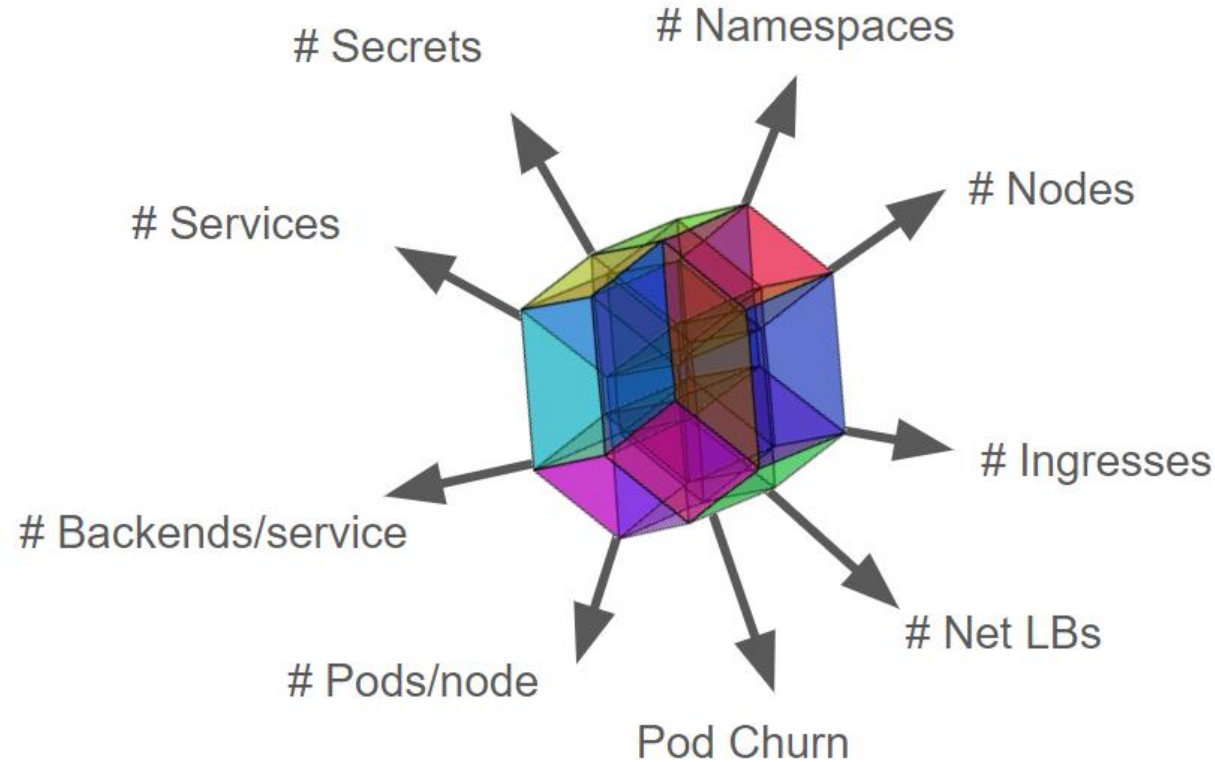 # Namespaces
# Secrets
# Nodes
# Services
# Ingresses
# Backends/service
# Net LBs
# Pods/node
Pod Churn